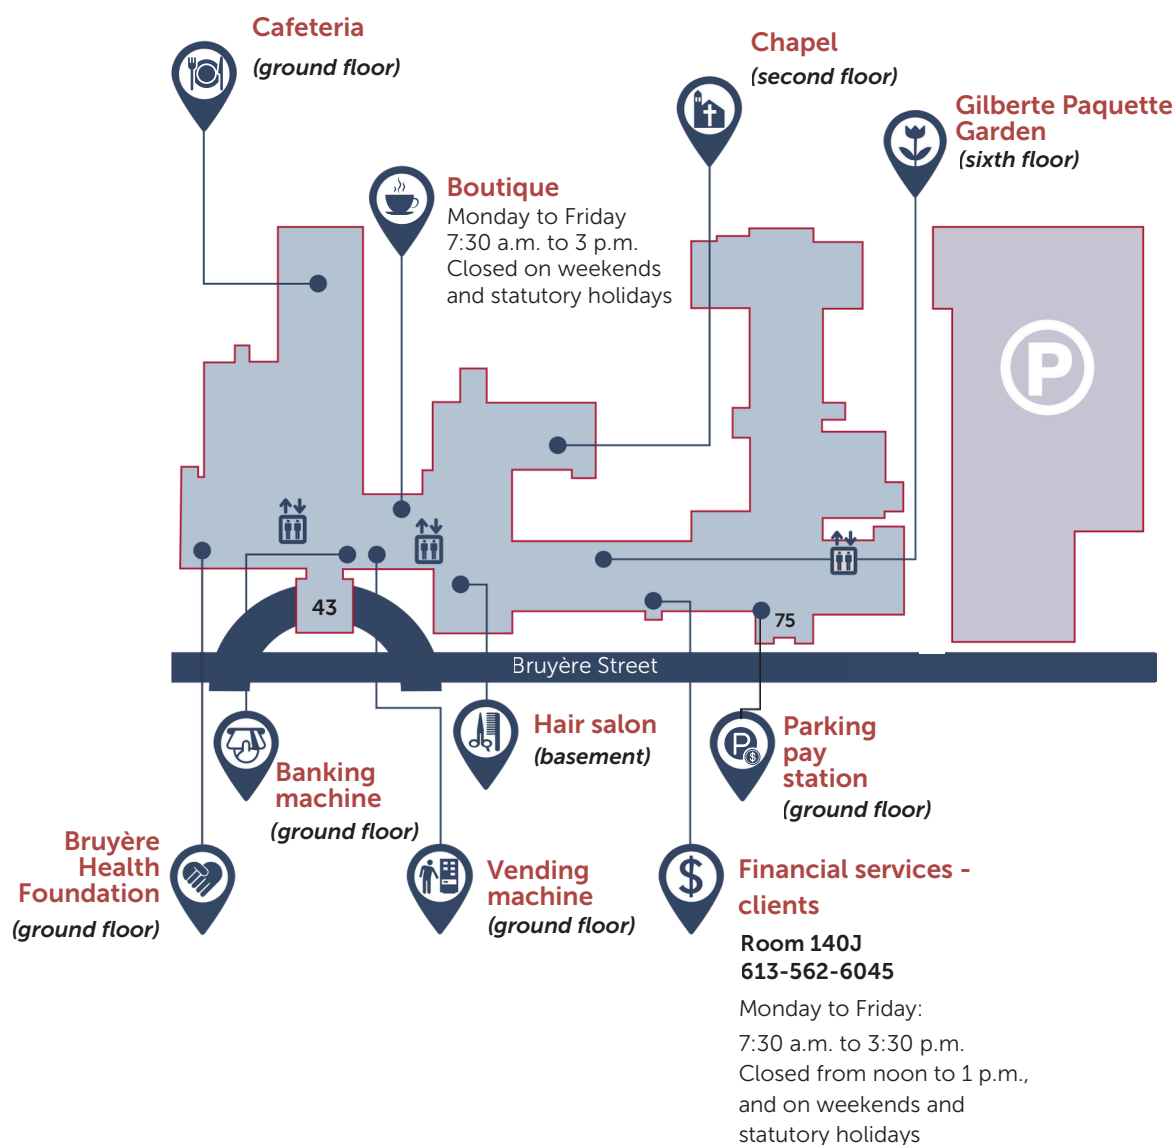 Cafeteria
(ground floor)
Chapel
(second floor)
Gilberte Paquette
Garden
(sixth floor)
Boutique
Monday to Friday
7:30 a.m. to 3 p.m.
Closed on weekends
and statutory holidays
P
43
75
Bruyère Street
Hair salon
(basement)
Parking
pay
station
(ground floor)
P
$
Banking
machine
(ground floor)
Bruyère
Health
Foundation
(ground floor)
Vending
machine
(ground floor)
$
Financial services -
clients
Room 140J
613-562-6045
Monday to Friday:
7:30 a.m. to 3:30 p.m.
Closed from noon to 1 p.m.,
and on weekends and
statutory holidays